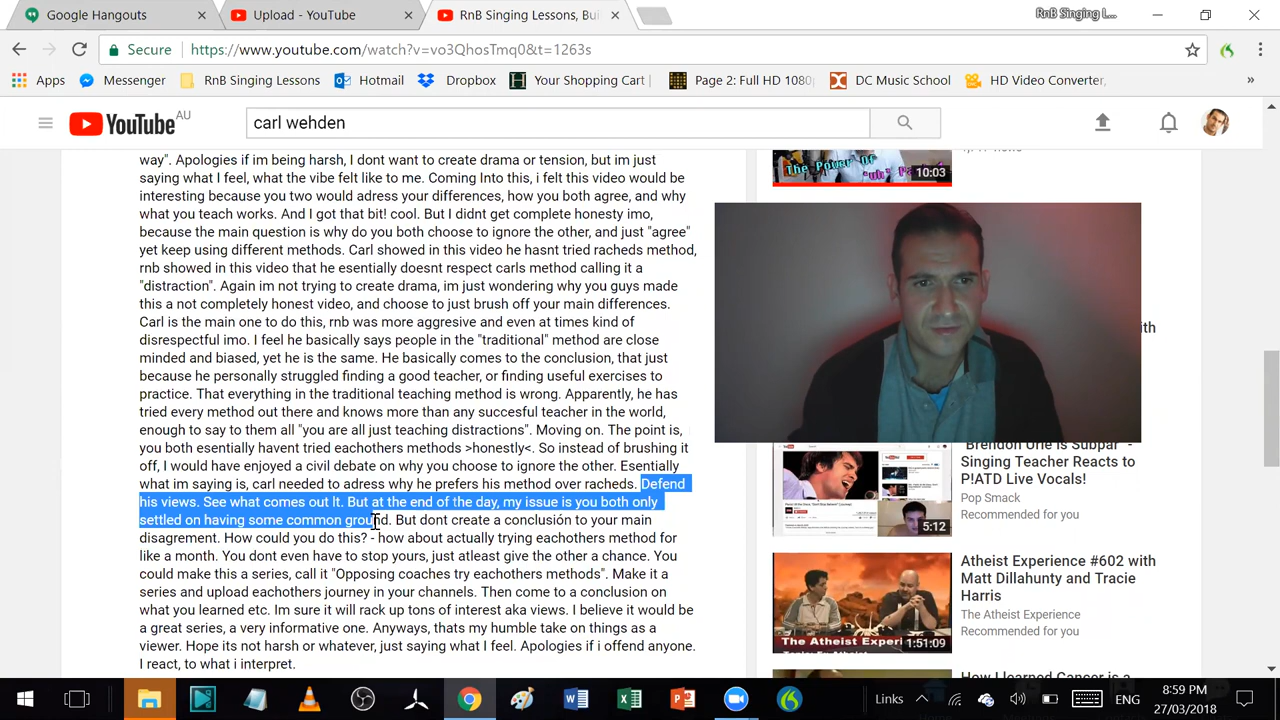 Google Hangouts
Upload - YouTube
RnB Singing Lessons, Bui
RnB Singing L...
Secure
https://www.youtube.com/watch?v=vo3QhosTmq0&t=1263s
Apps
Messenger
RnB Singing Lessons
Hotmail
Dropbox
Your Shopping Cart
Page 2: Full HD 1080p
DC Music School
HD Video Converter,
»
YouTube AU
carl wehden
way". Apologies if im being harsh, I dont want to create drama or tension, but im just
saying what i feel, what the vibe felt like to me. Coming Into this, i felt this video would be
interesting because you two would adress your differences, how you both agree, and why
what you teach works. And I got that bit! cool. But I didnt get complete honesty imo,
because the main question is why do you both choose to ignore the other, and just "agree"
yet keep using different methods. Carl showed in this video he hasnt tried racheds method,
rnb showed in this video that he esentially doesnt respect carls method calling it a
"distraction". Again im not trying to create drama, im just wondering why you guys made
this a not completely honest video, and choose to just brush off your main differences.
Carl is the main one to do this, rnb was more aggresive and even at times kind of
disrespectful imo. I feel he basically says people in the "traditional" method are close
minded and biased, yet he is the same. He basically comes to the conclusion, that just
because he personally struggled finding a good teacher, or finding useful exercises to
practice. That everything in the traditional teaching method is wrong. Apparently, he has
tried every method out there and knows more than any succesful teacher in the world,
enough to say to them all "you are all just teaching distractions". Moving on. The point is,
you both esentially havent tried eachothers methods >honestly<. So instead of brushing it
off, I would have enjoyed a civil debate on why you choose to ignore the other. Esentially
what im saying is, carl needed to adress why he prefers his method over racheds. Defend
his views. See what comes out it. But at the end of the day, my issue is you both only
settled on having some common ground. But dont create a conclusion to your main
disagrement. How could you do this? - how about actually trying eachothers method for
like a month. You dont even have to stop yours, just atleast give the other a chance. You
could make this a series, call it "Opposing coaches try eachothers methods". Make it a
series and upload eachothers journey in your channels. Then come to a conclusion on
what you learned etc. Im sure it will rack up tons of interest aka views. I believe it would be
a great series, a very informative one. anyways, thats my humble take on things as a
viewer, Hope its not harsh or whatever, just saying what I feel. Apologies if i offend anyone.
I react, to what i interpret.
The Power Of
"uh"
10:03
ith
"Brendon Urie is Subpar" -
Singing Teacher Reacts to
P!ATD Live Vocals!
Pop Smack
Recommended for you
5:12
Atheist Experience #602 with
Matt Dillahunty and Tracie
Harris
The Atheist Experience
Recommended for you
The Atheist Experi
1:51:09
How I learned Cancer is a
Links
ENG
8:59 PM
27/03/2018